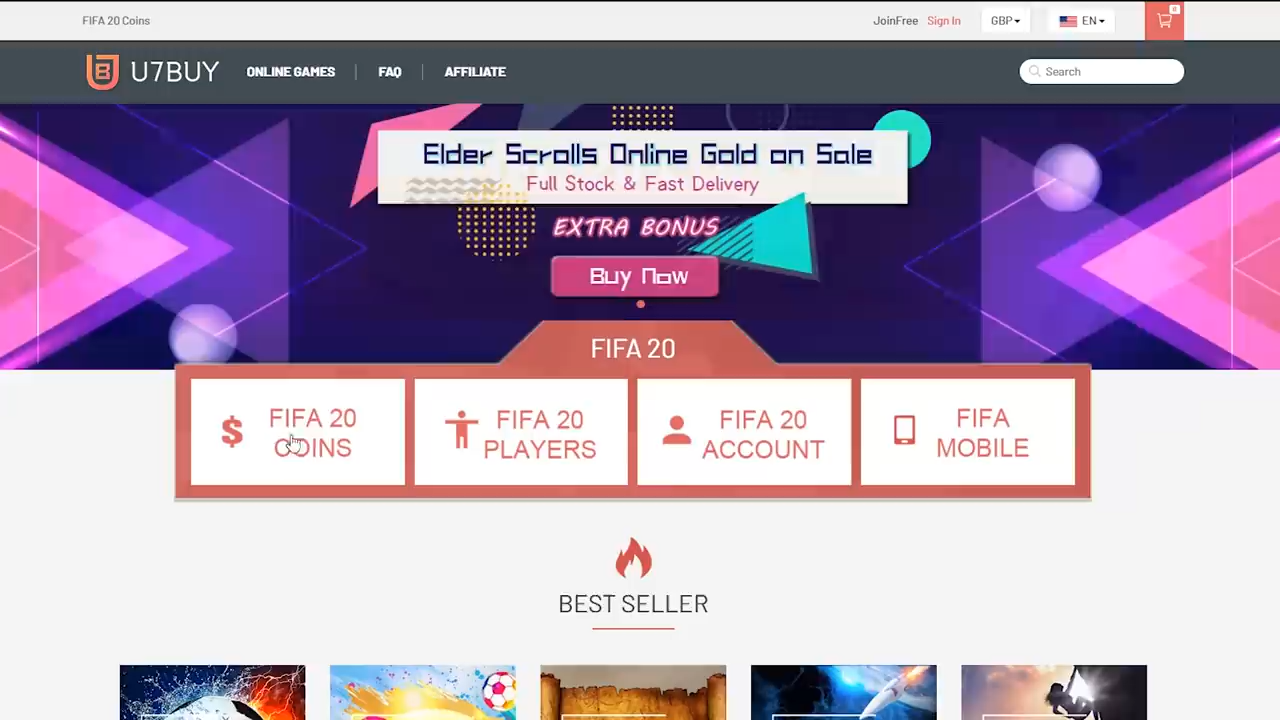 FIFA 20 Coins
JoinFree Sign In GBP EN 0
U7BUY ONLINE GAMES FAQ AFFILIATE Search
Elder Scrolls Online Gold on Sale
Full Stock & Fast Delivery
EXTRA BONUS
Buy Now
FIFA 20
FIFA 20
COINS
FIFA 20
PLAYERS
FIFA 20
ACCOUNT
FIFA
MOBILE
BEST SELLER